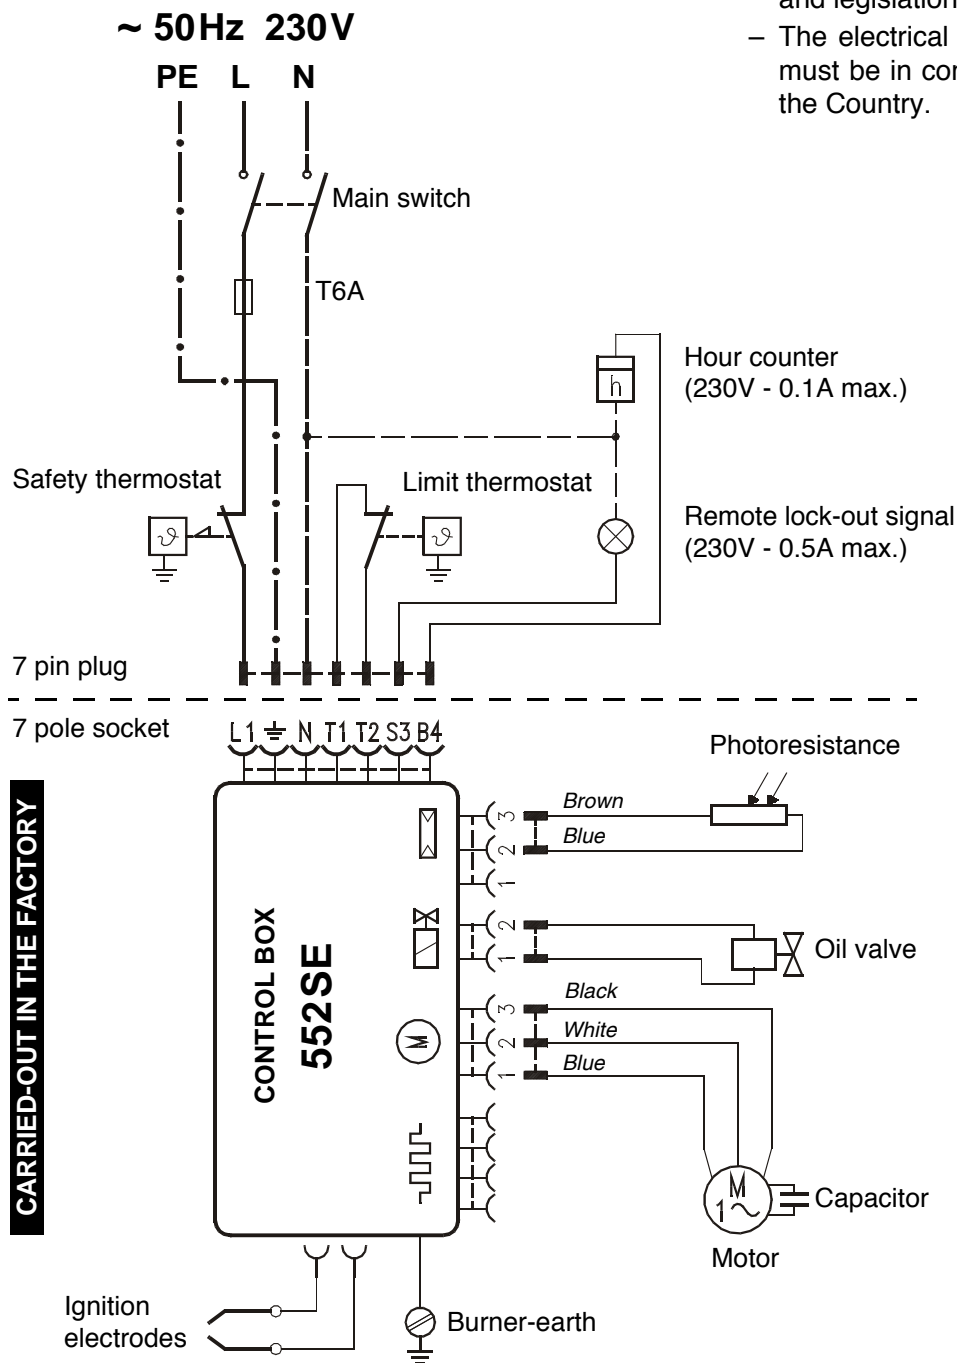 and legislation
~ 50Hz 230V
– The electrical
must be in con
the Country.
PE L N
Main switch
T6A
Hour counter
(230V - 0.1A max.)
h
Safety thermostat
Limit thermostat
Remote lock-out signal
(230V - 0.5A max.)
ϑ
ϑ
7 pin plug
7 pole socket
L1 N T1 T2 S3 B4
Photoresistance
CARRIED-OUT IN THE FACTORY
CONTROL BOX
552SE
3 Brown
2 Blue
1
2
1
Oil valve
3 Black
M
2 White
1 Blue
M
1 ~
Capacitor
Motor
Ignition
electrodes
Burner-earth